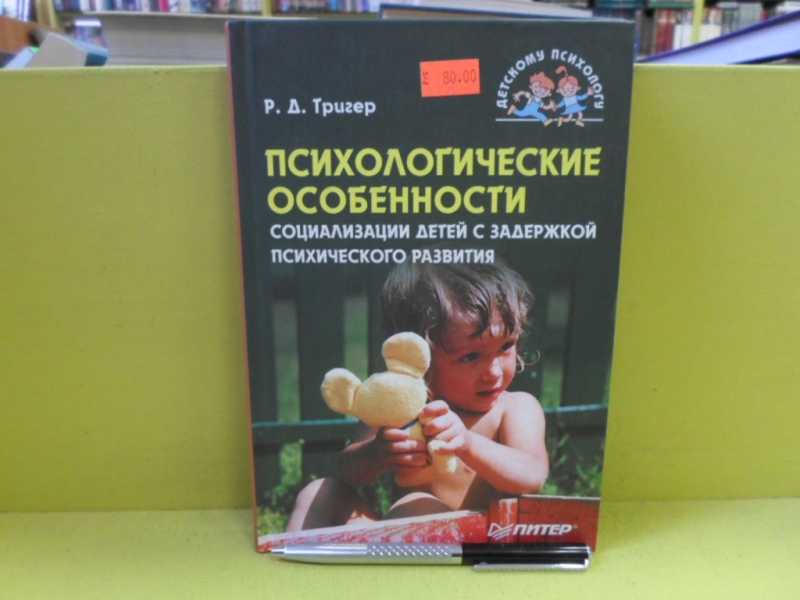 80.00
ДЕТСКОМУ ПСИХОЛОГУ
Р. Д. Тригер
ПСИХОЛОГИЧЕСКИЕ
ОСОБЕННОСТИ
СОЦИАЛИЗАЦИИ ДЕТЕЙ С ЗАДЕРЖКОЙ
ПСИХИЧЕСКОГО РАЗВИТИЯ
ПИТЕР